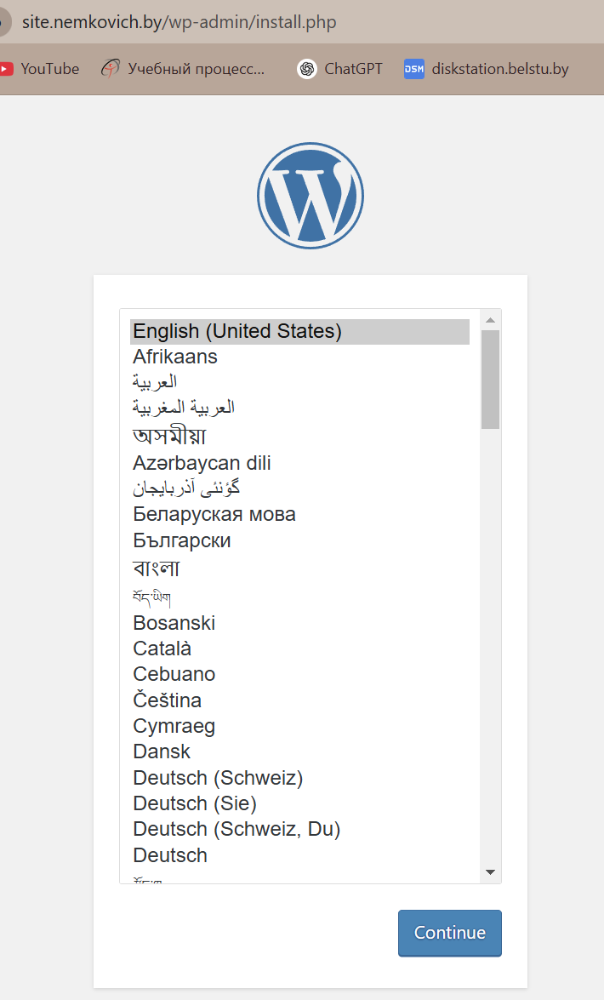 site.nemkovich.by/wp-admin/install.php
YouTube Учебный процесс... ChatGPT DSM diskstation.belstu.by
English (United States)
Afrikaans
العربية
العربية المغربية
অসমীয়া
Azərbaycan dili
گؤنئی آذربایجان
Беларуская мова
Български
বাংলা
བོད་ཡིག
Bosanski
Català
Cebuano
Čeština
Cymraeg
Dansk
Deutsch (Schweiz)
Deutsch (Sie)
Deutsch (Schweiz, Du)
Deutsch
Continue